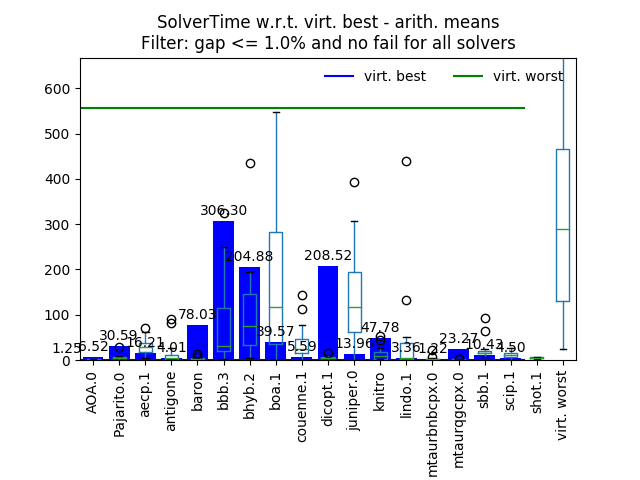 SolverTime w.r.t. virt. best - arith. means
Filter: gap <= 1.0% and no fail for all solvers
virt. best
virt. worst
600
500
400
300
200
100
0
1.25
6.52
30.59
16.21
4.01
78.03
306.30
204.88
39.57
5.59
208.52
13.96
47.78
3.36
1.22
23.27
10.43
4.50
AOA.0
Pajarito.0
aecp.1
antigone
baron
bbb.3
bhyb.2
boa.1
couenne.1
dicopt.1
juniper.0
knitro
lindo.1
mtaurbnbcpx.0
mtaurqgcpx.0
sbb.1
scip.1
shot.1
virt. worst